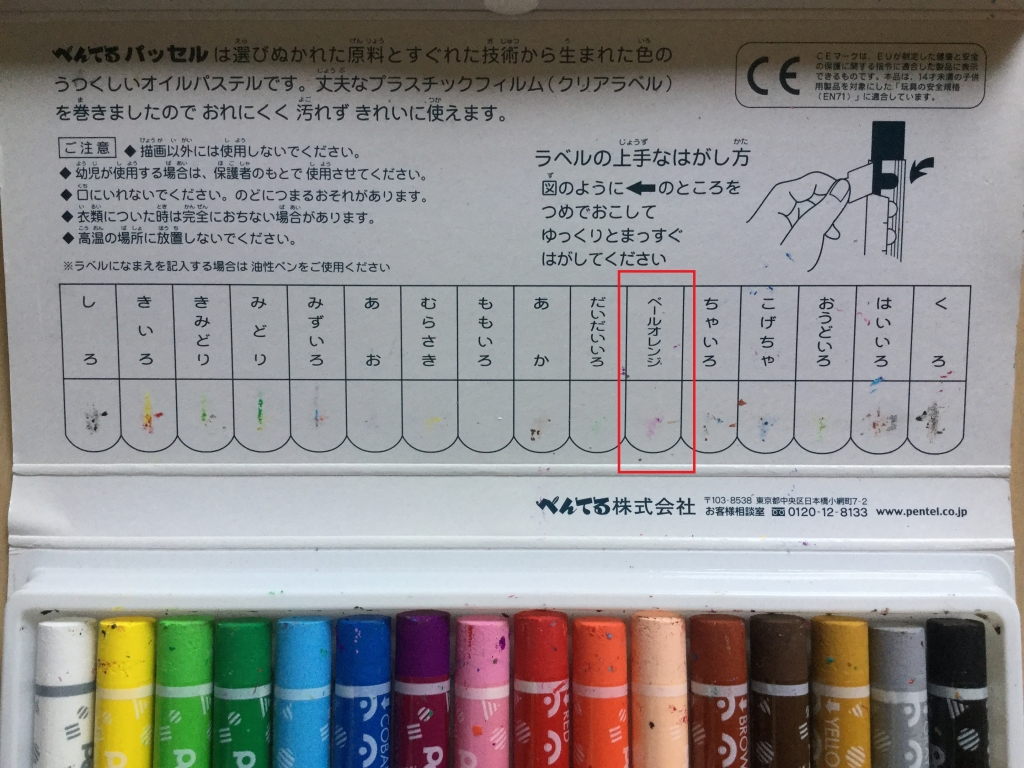 ぺんてるパッセルは選びぬかれた原料とすぐれた技術から生まれた色の
うつくしいオイルパステルです。丈夫なプラスチックフィルム(クリアラベル)
を巻きましたので おれにくく 汚れず きれいに使えます。
CEマークは、EUが制定した健康と安全
の保護に関する指令に適合した製品に表示
できるものです。本品は、14才未満の子供
用製品を対象にした「玩具の安全規格
(EN71)」に適合しています。
CE
ご注意
◆描画以外には使用しないでください。
◆幼児が使用する場合は、保護者のもとで使用させてください。
◆口にいれないでください。のどにつまるおそれがあります。
◆衣類についた時は完全におちない場合があります。
◆高温の場所に放置しないでください。
※ラベルになまえを記入する場合は 油性ペンをご使用ください
ラベルの上手なはがし方
図のように←のところを
つめでおこして
ゆっくりとまっすぐ
はがしてください
しろ
きいろ
きみどり
みどり
みずいろ
あお
むらさき
ももいろ
あか
だいだいいろ
ペールオレンジ
ちゃいろ
こげちゃ
おうどいろ
はいいろ
くろ
ぺんてる株式会社
〒103-8538 東京都中央区日本橋小網町7-2
お客様相談室 0120-12-8133 www.pentel.co.jp
COBA
RED
BROWN
YELLO